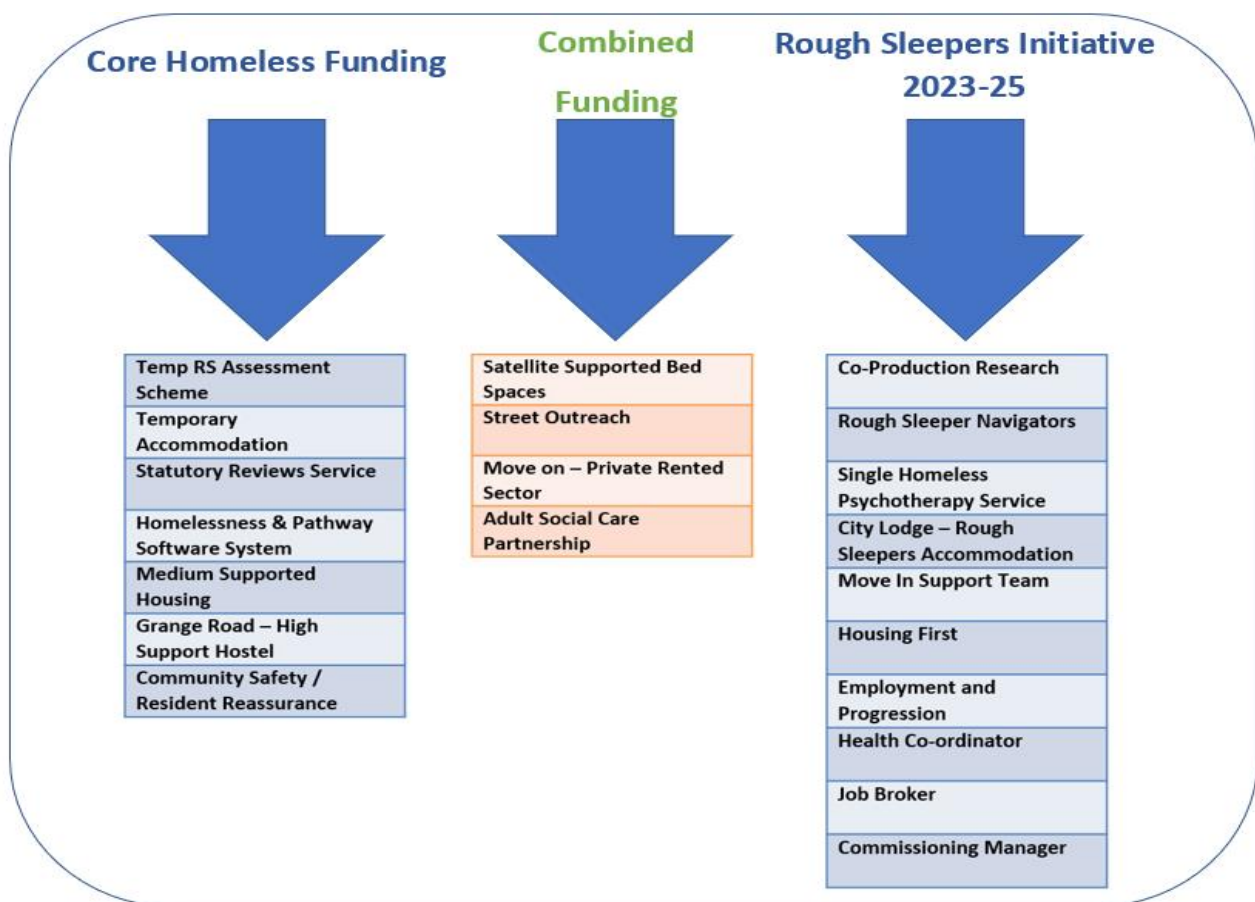 Core Homeless Funding
Combined
Funding
Rough Sleepers Initiative
2023-25
Temp RS Assessment
Scheme
Temporary
Accommodation
Statutory Reviews Service
Homelessness & Pathway
Software System
Medium Supported
Housing
Grange Road – High
Support Hostel
Community Safety /
Resident Reassurance
Satellite Supported Bed
Spaces
Street Outreach
Move on – Private Rented
Sector
Adult Social Care
Partnership
Co-Production Research
Rough Sleeper Navigators
Single Homeless
Psychotherapy Service
City Lodge – Rough
Sleepers Accommodation
Move In Support Team
Housing First
Employment and
Progression
Health Co-ordinator
Job Broker
Commissioning Manager